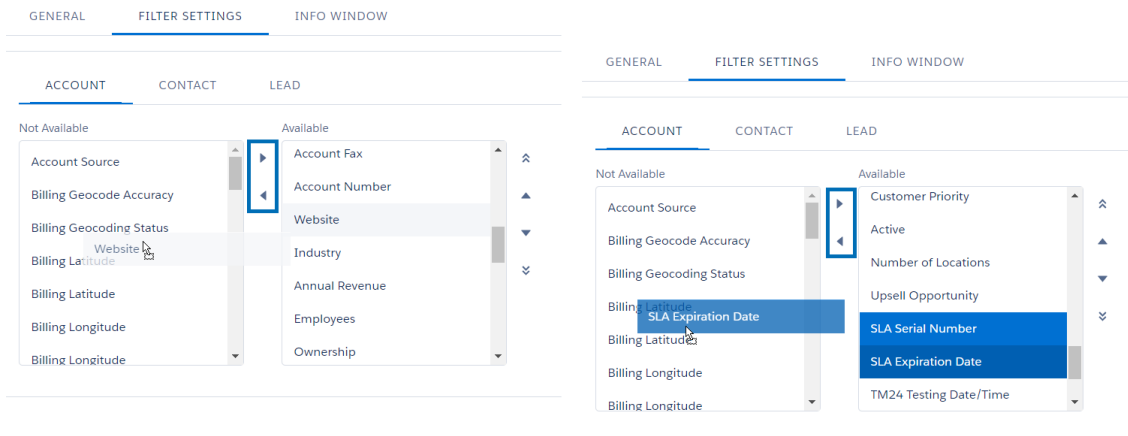 GENERAL FILTER SETTINGS INFO WINDOW
ACCOUNT CONTACT LEAD
Not Available Available
Account Source
Billing Geocode Accuracy
Billing Geocoding Status
Website
Billing Latitude
Billing Latitude
Billing Longitude
Billing Longitude
Account Fax
Account Number
Website
Industry
Annual Revenue
Employees
Ownership
GENERAL FILTER SETTINGS INFO WINDOW
ACCOUNT CONTACT LEAD
Not Available Available
Account Source
Billing Geocode Accuracy
Billing Geocoding Status
Billing Latitude
SLA Expiration Date
Billing Latitude
Billing Longitude
Billing Longitude
Customer Priority
Active
Number of Locations
Upsell Opportunity
SLA Serial Number
SLA Expiration Date
TM24 Testing Date/Time